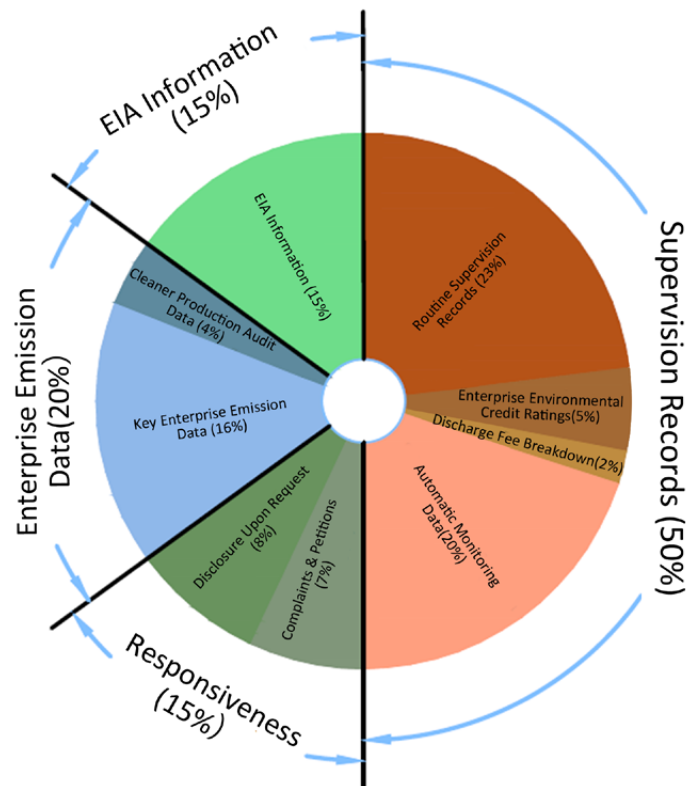 EIA Information
(15%)
Supervision Records (50%)
Responsiveness
(15%)
Enterprise Emission
Data(20%)
EIA Information (15%)
Routine Supervision
Records (23%)
Enterprise Environmental
Credit Ratings(5%)
Discharge Fee Breakdown(2%)
Automatic Monitoring
Data(20%)
Complaints & Petitions
(7%)
Disclosure Upon Request
(8%)
Key Enterprise Emission
Data (16%)
Cleaner Production Audit
Data (4%)